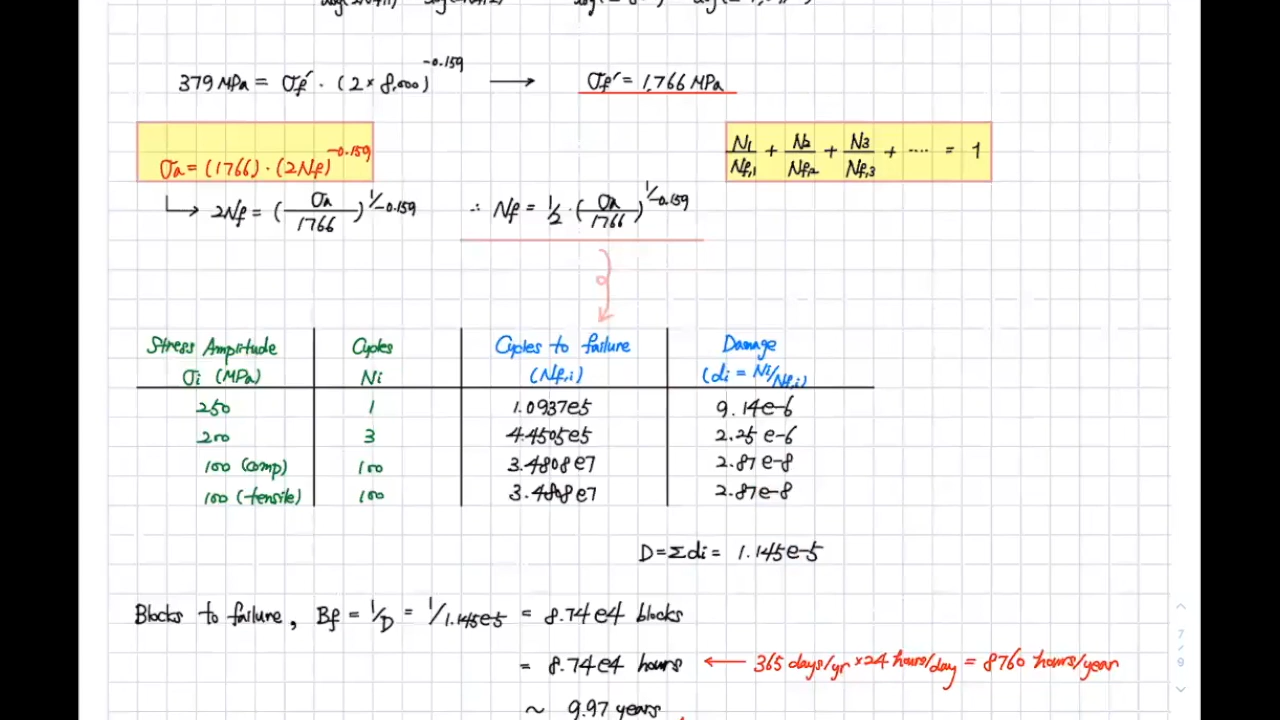 379 MPa = σf' · (2 × 8,000)^-0.159 → σf' = 1,766 MPa
σa = (1766) · (2Nf)^-0.159
N1/Nf,1 + N2/Nf,2 + N3/Nf,3 + ···· = 1
↳ 2Nf = (σa/1766)^1/-0.159 ∴ Nf = 1/2 · (σa/1766)^1/-0.159
Stress Amplitude Cycles Cycles to failure Damage
σi (MPa) Ni (Nf,i) (di = Ni/Nf,i)
250 1 1.0937e5 9.14e-6
200 3 4.4505e5 2.25e-6
100 (comp) 100 3.4808e7 2.87e-8
100 (tensile) 100 3.4808e7 2.87e-8
D = Σdi = 1.145e-5
Blocks to failure, Bf = 1/D = 1/1.145e5 = 8.74e4 blocks
= 8.74e4 hours ← 365 days/yr × 24 hours/day = 8760 hours/year
~ 9.97 years
7/9